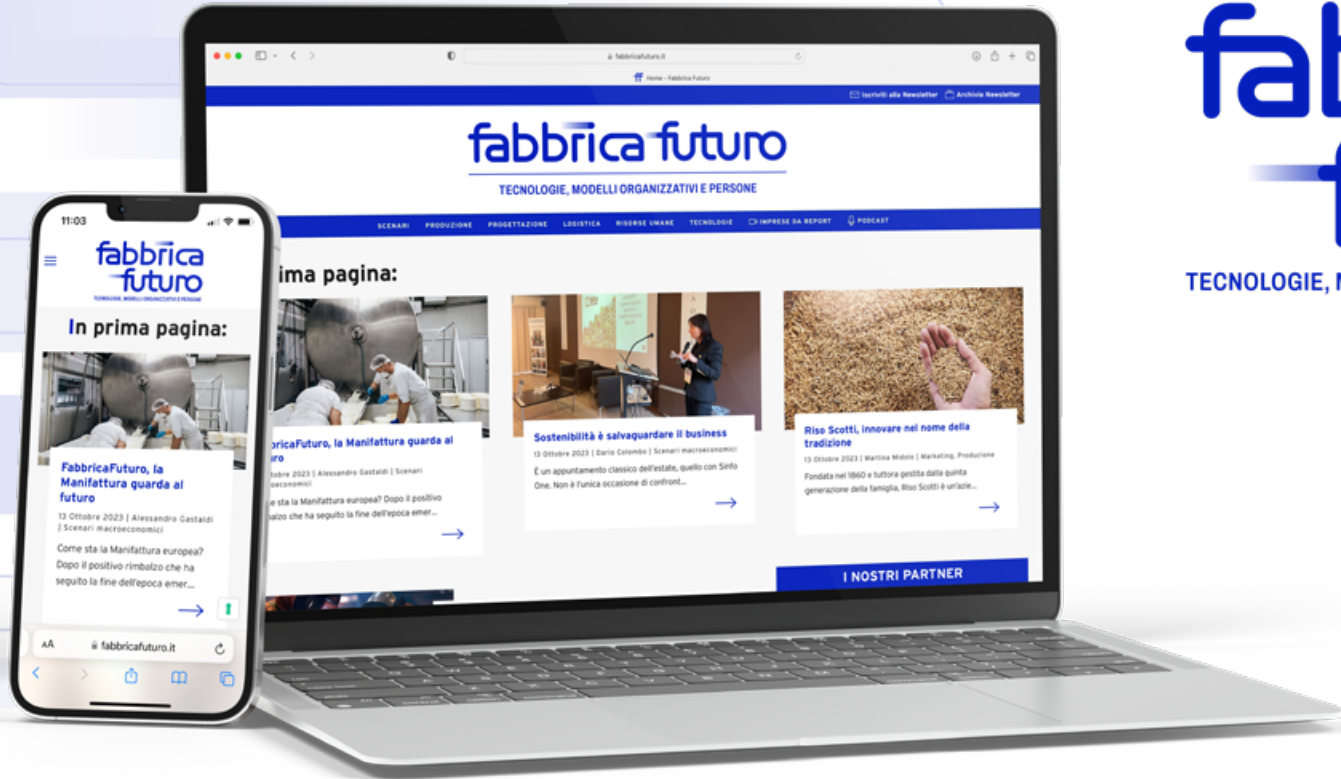 fabbricafuturo.it
Home - Fabbrica Futuro
Iscriviti alla Newsletter Archivio Newsletter
fabbrica futuro
TECNOLOGIE, MODELLI ORGANIZZATIVI E PERSONE
SCENARI PRODUZIONE PROGETTAZIONE LOGISTICA RISORSE UMANE TECNOLOGIE IMPRESE DA REPORT PODCAST
ima pagina:
bricaFuturo, la Manifattura guarda al
uro
tobre 2023 | Alessandro Gastaldi | Scenari
oeconomici
e sta la Manifattura europea? Dopo il positivo
alzo che ha seguito la fine dell'epoca emer...
Sostenibilità è salvaguardare il business
13 Ottobre 2023 | Dario Colombo | Scenari macroeconomici
È un appuntamento classico dell'estate, quello con Sinfo
One. Non è l'unica occasione di confront...
Riso Scotti, innovare nel nome della
tradizione
13 Ottobre 2023 | Martina Midolo | Marketing, Produzione
Fondata nel 1860 e tuttora gestita dalla quinta
generazione della famiglia, Riso Scotti è un'azie...
I NOSTRI PARTNER
11:03
fabbrica
futuro
TECNOLOGIE, MODELLI ORGANIZZATIVI E PERSONE
In prima pagina:
FabbricaFuturo, la
Manifattura guarda al
futuro
13 Ottobre 2023 | Alessandro Gastaldi
| Scenari macroeconomici
Come sta la Manifattura europea?
Dopo il positivo rimbalzo che ha
seguito la fine dell'epoca emer...
AA fabbricafuturo.it
fab
f
TECNOLOGIE, M